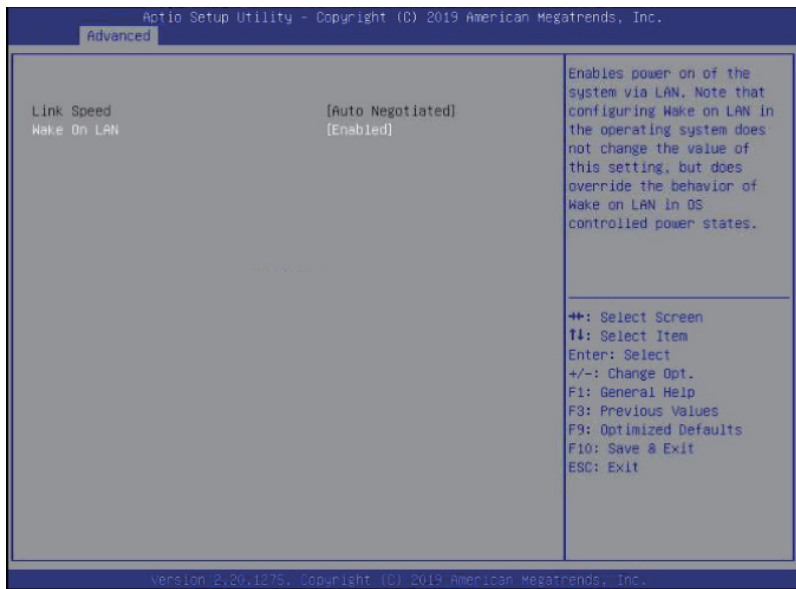 Aptio Setup Utility - Copyright (C) 2019 American Megatrends, Inc.
Advanced
Link Speed [Auto Negotiated]
Wake On LAN [Enabled]
Enables power on of the
system via LAN. Note that
configuring Wake on LAN in
the operating system does
not change the value of
this setting, but does
override the behavior of
Wake on LAN in OS
controlled power states.
→←: Select Screen
↑↓: Select Item
Enter: Select
+/-: Change Opt.
F1: General Help
F3: Previous Values
F9: Optimized Defaults
F10: Save & Exit
ESC: Exit
Version 2.20.1275. Copyright (C) 2019 American Megatrends, Inc.